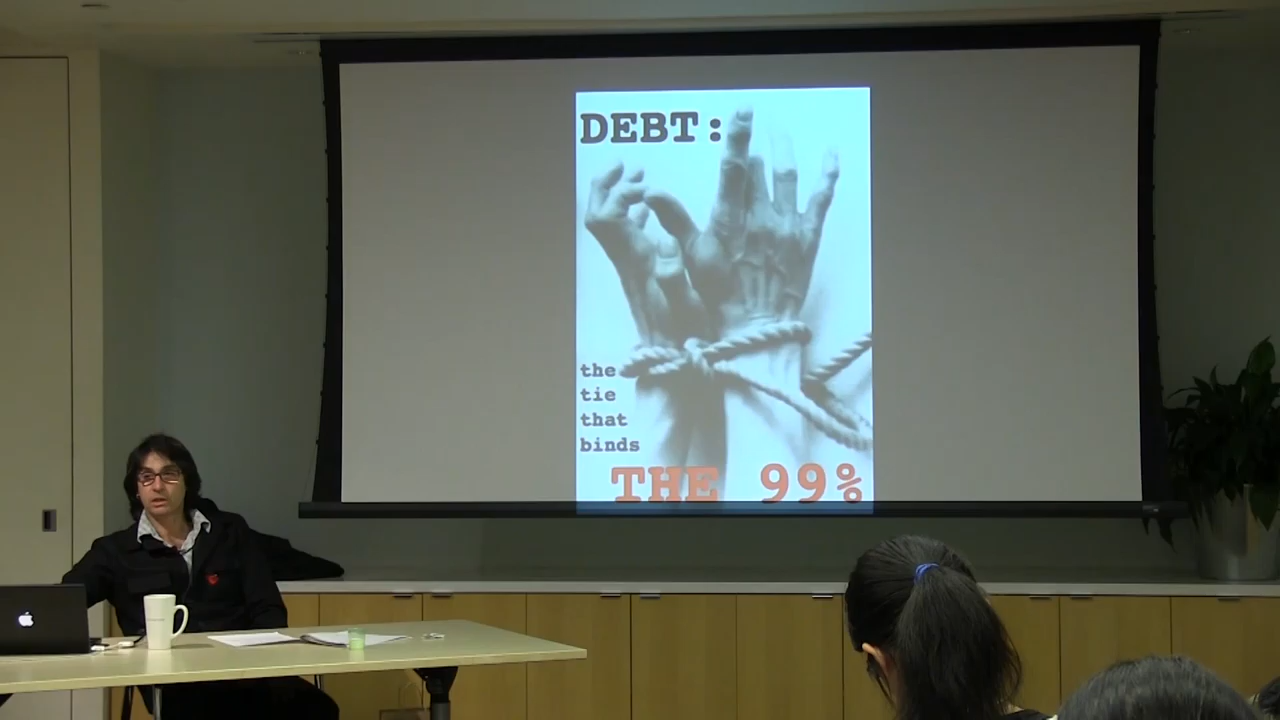 DEBT:
the
tie
that
binds
THE 99%